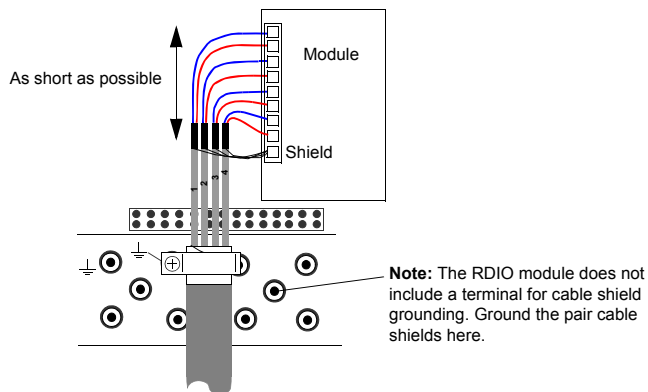 As short as possible
Module
Shield
1
2
3
4
Note: The RDIO module does not
include a terminal for cable shield
grounding. Ground the pair cable
shields here.